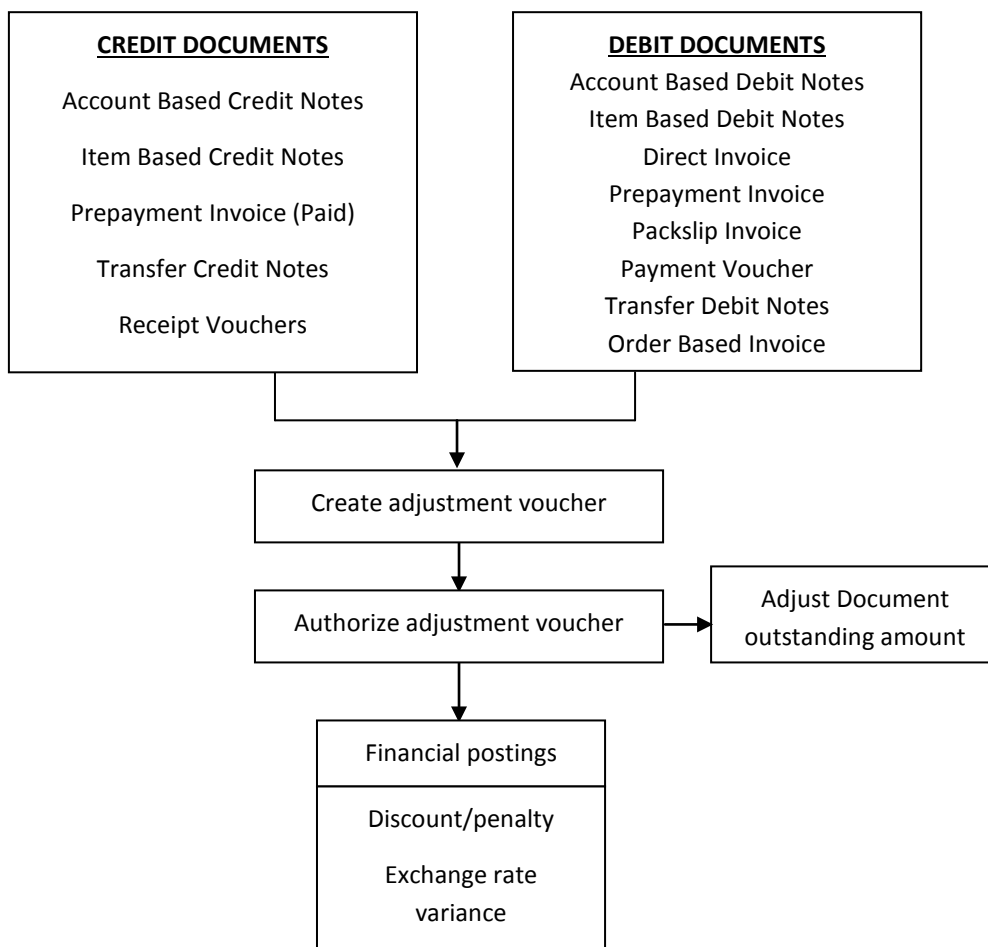 CREDIT DOCUMENTS
Account Based Credit Notes
Item Based Credit Notes
Prepayment Invoice (Paid)
Transfer Credit Notes
Receipt Vouchers
DEBIT DOCUMENTS
Account Based Debit Notes
Item Based Debit Notes
Direct Invoice
Prepayment Invoice
Packslip Invoice
Payment Voucher
Transfer Debit Notes
Order Based Invoice
Create adjustment voucher
Authorize adjustment voucher
Adjust Document
outstanding amount
Financial postings
Discount/penalty
Exchange rate
variance